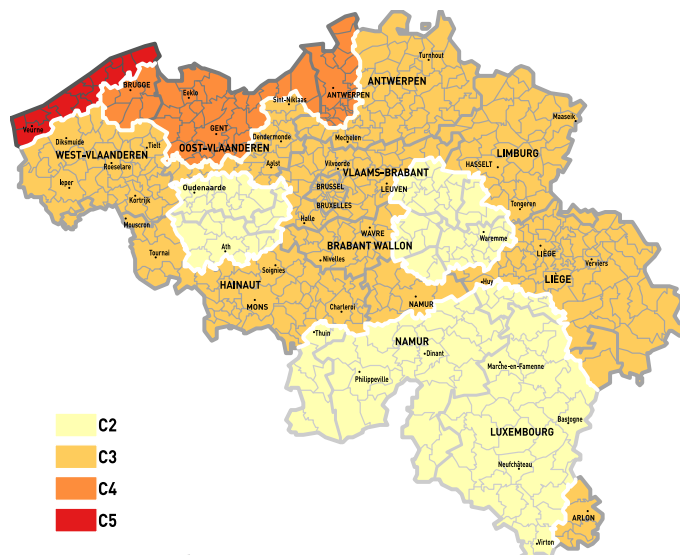 Turnhout
ANTWERPEN
BRUGGE
Eeklo
ANTWERPEN
Sint-Niklaas
Maaseik
Veurne
GENT
Diksmuide
Dendermonde
Mechelen
Tielt
OOST-VLAANDEREN
WEST-VLAANDEREN
LIMBURG
Roeselare
Aalst
Vilvoorde
HASSELT
VLAAMS-BRABANT
Ieper
Oudenaarde
BRUSSEL
LEUVEN
Kortrijk
BRUXELLES
Tongeren
Mouscron
Halle
WAVRE
Waremme
Ath
BRABANT WALLON
Tournai
LIÈGE
Nivelles
Verviers
Soignies
LIÈGE
HAINAUT
Huy
MONS
Charleroi
NAMUR
Thuin
NAMUR
Dinant
Marche-en-Famenne
Philippeville
Bastogne
C2
LUXEMBOURG
C3
Neufchâteau
C4
ARLON
C5
Virton